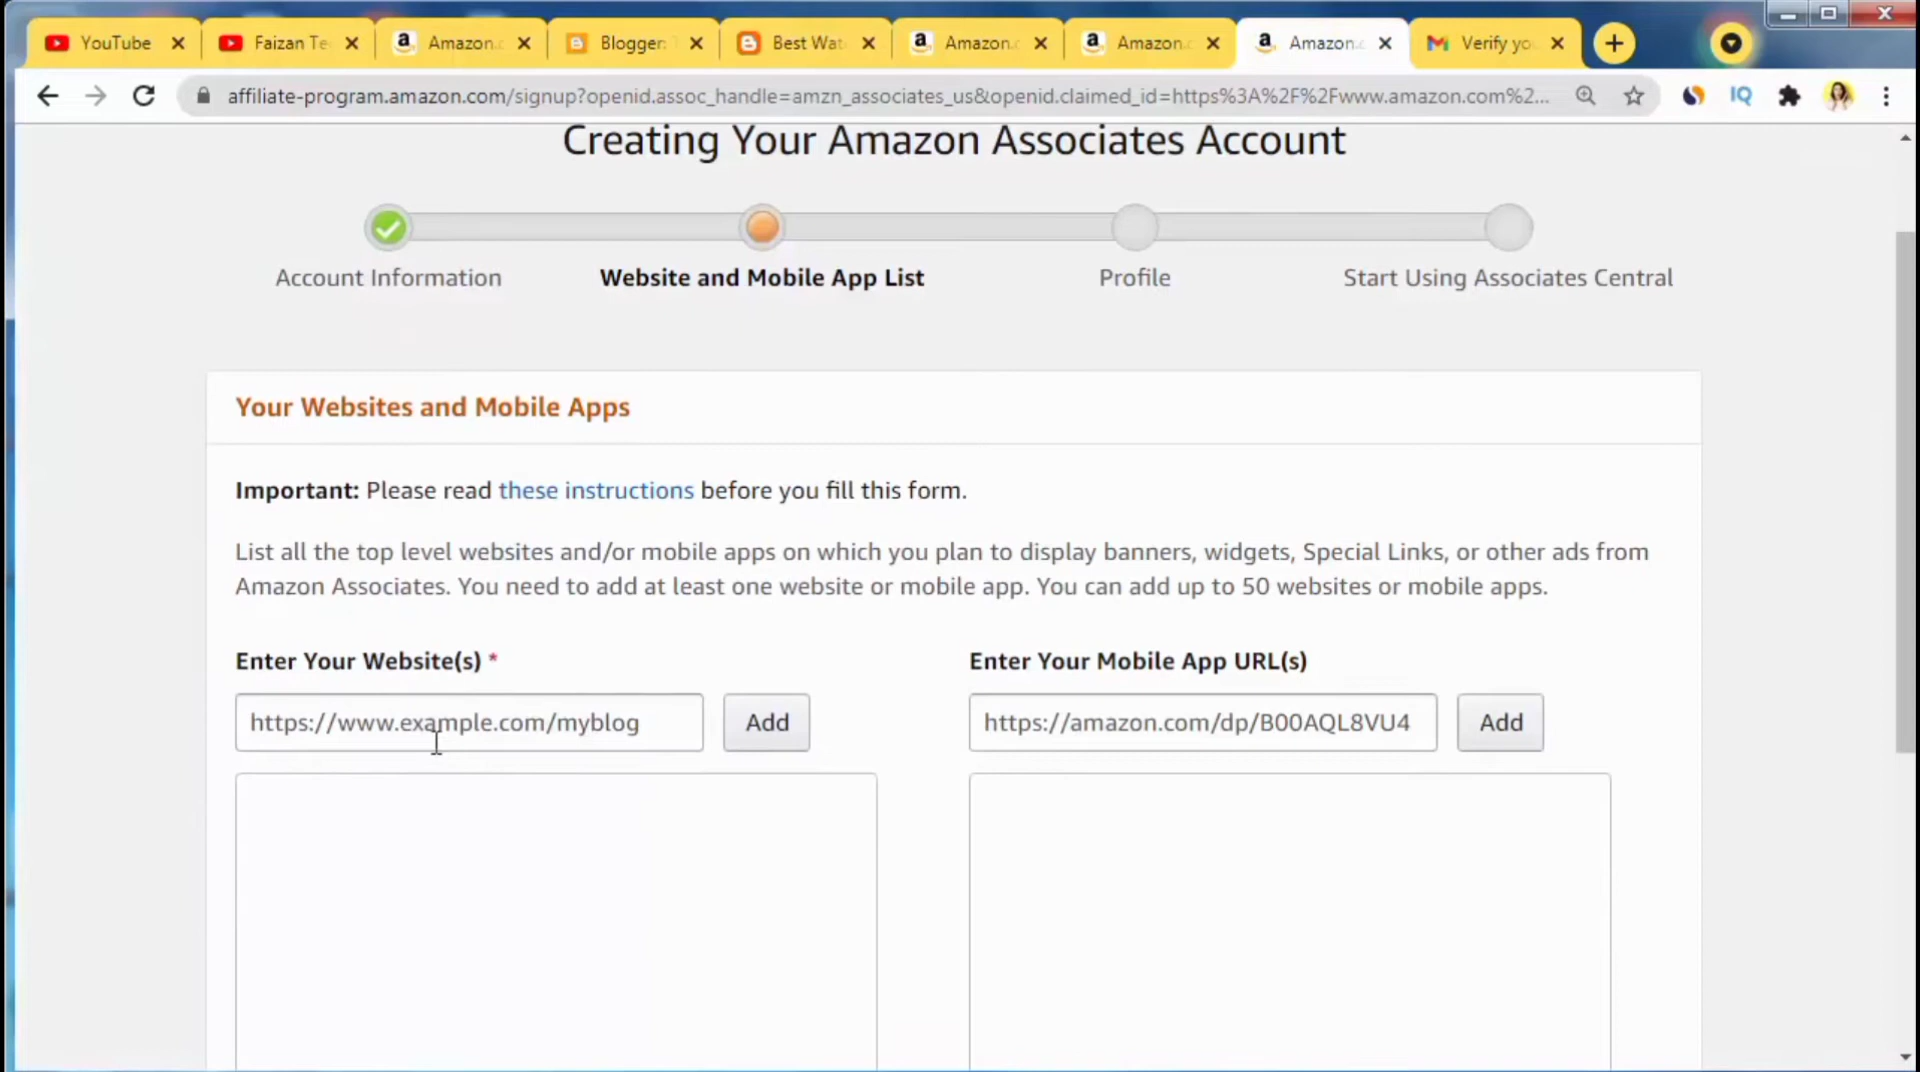 YouTube
Faizan Te
Amazon.c
Blogger: T
Best Wat
Amazon.c
Amazon.c
Amazon.c
Verify yo
affiliate-program.amazon.com/signup?openid.assoc_handle=amzn_associates_us&openid.claimed_id=https%3A%2F%2Fwww.amazon.com%2...
IQ
Creating Your Amazon Associates Account
Account Information
Website and Mobile App List
Profile
Start Using Associates Central
Your Websites and Mobile Apps
Important: Please read these instructions before you fill this form.
List all the top level websites and/or mobile apps on which you plan to display banners, widgets, Special Links, or other ads from
Amazon Associates. You need to add at least one website or mobile app. You can add up to 50 websites or mobile apps.
Enter Your Website(s) *
Enter Your Mobile App URL(s)
https://www.example.com/myblog
Add
https://amazon.com/dp/B00AQL8VU4
Add